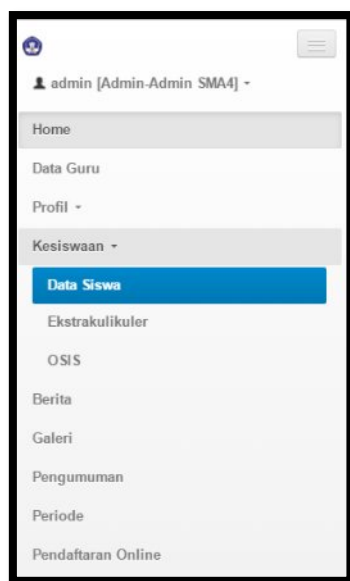 admin [Admin-Admin SMA4]
Home
Data Guru
Profil
Kesiswaan
Data Siswa
Ekstrakulikuler
OSIS
Berita
Galeri
Pengumuman
Periode
Pendaftaran Online